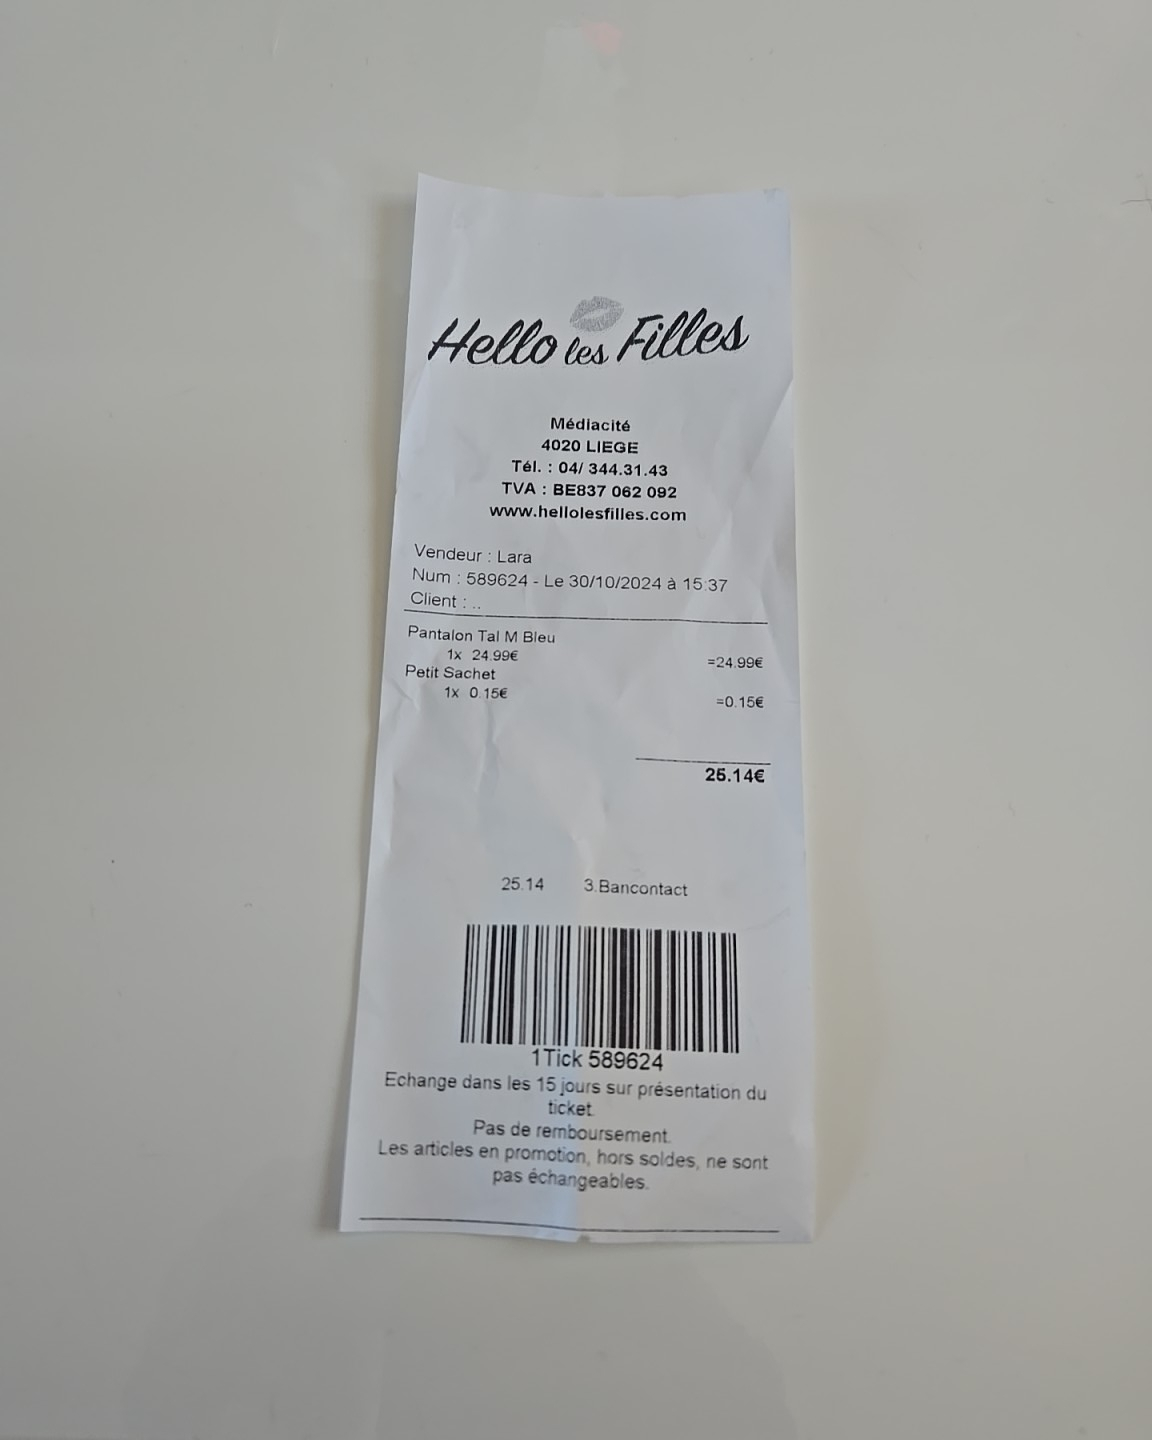 Hello les Filles
Médiacité
4020 LIEGE
Tél. : 04/ 344.31.43
TVA : BE837 062 092
www.hellolesfilles.com
Vendeur : Lara
Num : 589624 - Le 30/10/2024 à 15:37
Client : ..
Pantalon Tal M Bleu
1x 24.99€ =24.99€
Petit Sachet
1x 0.15€ =0.15€
25.14€
25.14 3.Bancontact
1Tick 589624
Echange dans les 15 jours sur présentation du
ticket.
Pas de remboursement.
Les articles en promotion, hors soldes, ne sont
pas échangeables.